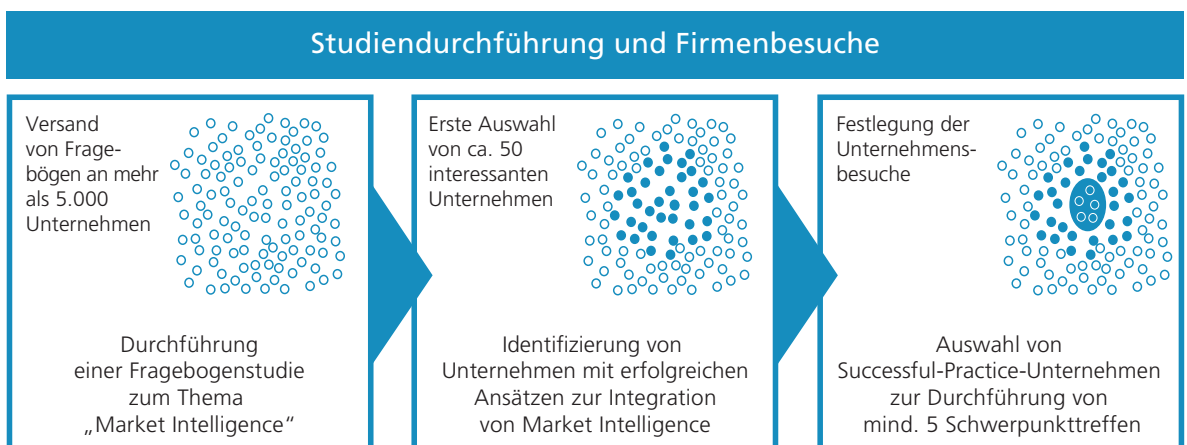 Studiendurchführung und Firmenbesuche
Versand
von Frage-
bögen an mehr
als 5.000
Unternehmen
Durchführung
einer Fragebogenstudie
zum Thema
„Market Intelligence“
Erste Auswahl
von ca. 50
interessanten
Unternehmen
Identifizierung von
Unternehmen mit erfolgreichen
Ansätzen zur Integration
von Market Intelligence
Festlegung der
Unternehmens-
besuche
Auswahl von
Successful-Practice-Unternehmen
zur Durchführung von
mind. 5 Schwerpunkttreffen